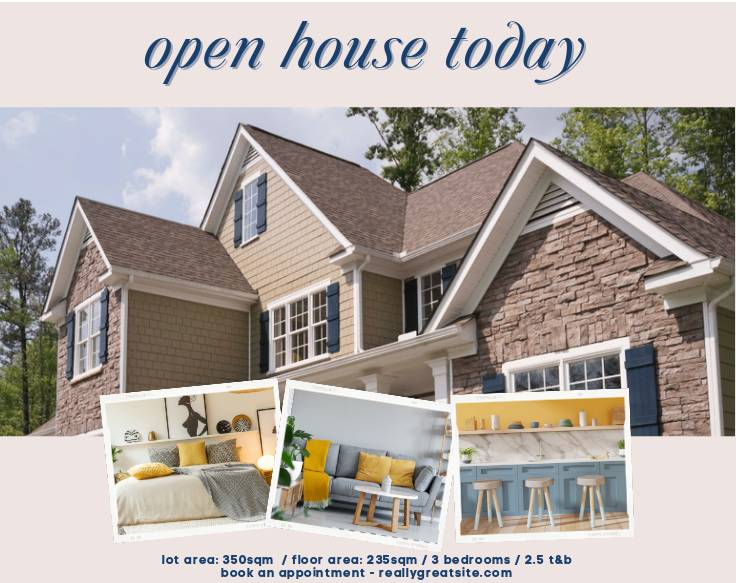 open house today
lot area: 350sqm / floor area: 235sqm / 3 bedrooms / 2.5 t&b
book an appointment - reallygreatsite.com